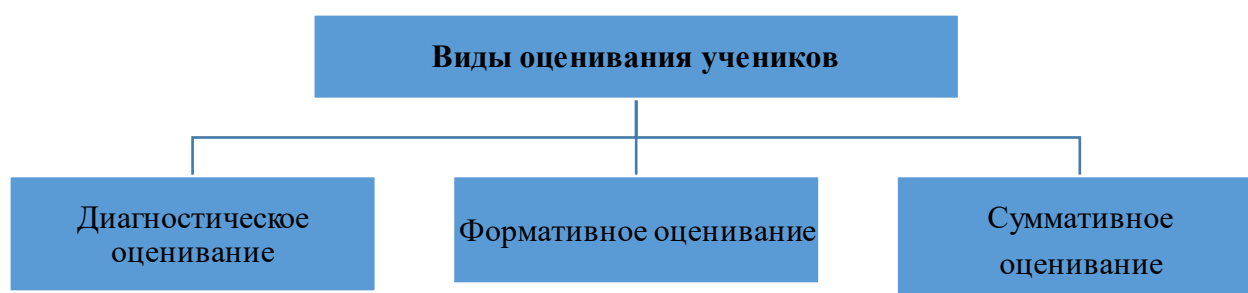 Виды оценивания учеников
Диагностическое
оценивание
Формативное оценивание
Суммативное
оценивание